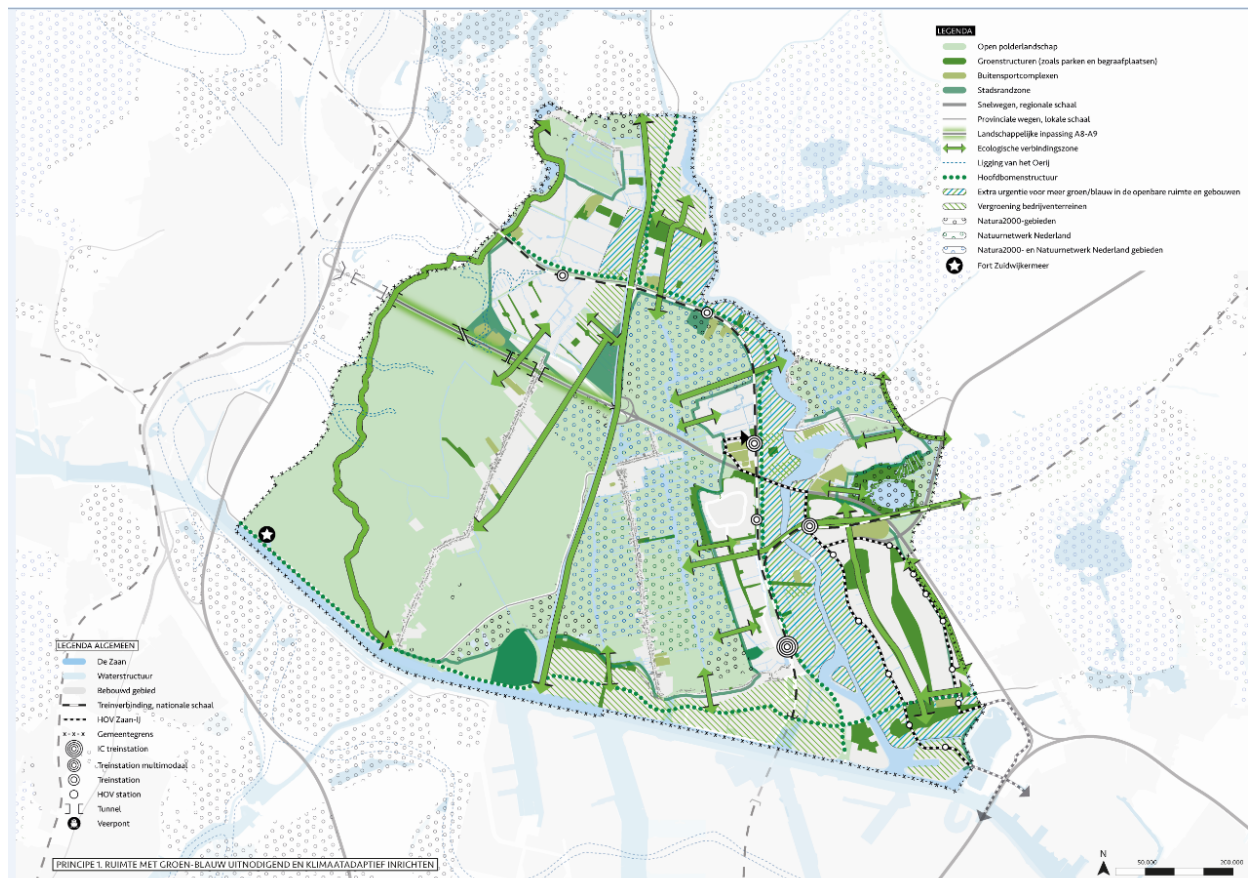 LEGENDA
Open polderlandschap
Groenstructuren (zoals parken en begraafplaatsen)
Buitensportcomplexen
Stadsrandzone
Snelwegen, regionale schaal
Provinciale wegen, lokale schaal
Landschappelijke inpassing A8-A9
Ecologische verbindingszone
Ligging van het Oerij
Hoofdbomenstructuur
Extra urgentie voor meer groen/blauw in de openbare ruimte en gebouwen
Vergroening bedrijventerreinen
Natura2000-gebieden
Natuurnetwerk Nederland
Natura2000- en Natuurnetwerk Nederland gebieden
Fort Zuidwijkermeer
LEGENDA ALGEMEEN
De Zaan
Waterstructuur
Bebouwd gebied
Treinverbinding, nationale schaal
HOV Zaan-IJ
Gemeentegrens
IC treinstation
Treinstation multimodaal
Treinstation
HOV station
Tunnel
Veerpont
PRINCIPE 1. RUIMTE MET GROEN-BLAUW UITNODIGEND EN KLIMAATADAPTIEF INRICHTEN
N
50.000 200.000